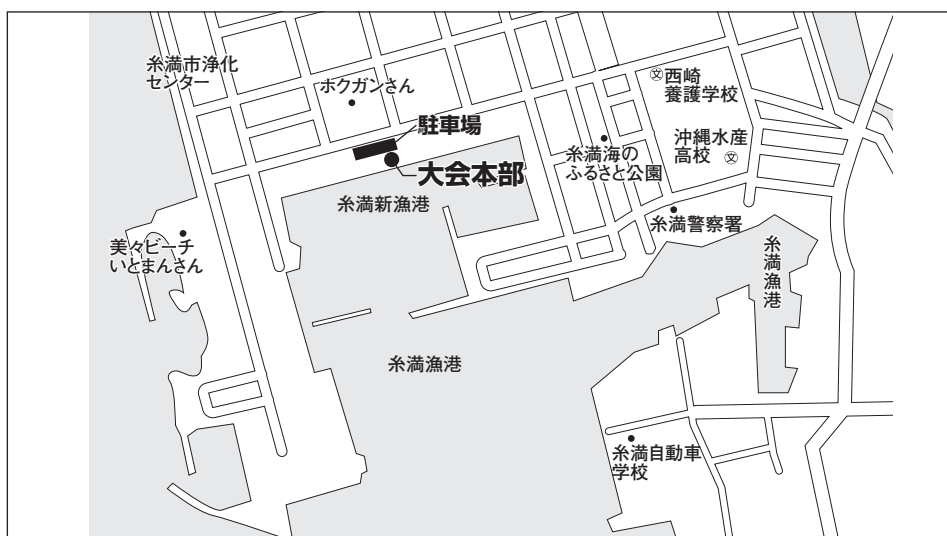 糸満市浄化
センター
ホクガンさん
西崎
養護学校
駐車場
沖縄水産
高校
大会本部
糸満海の
ふるさと公園
糸満新漁港
糸満警察署
美々ビーチ
いとまんさん
糸満漁港
糸満漁港
糸満自動車
学校
文
文